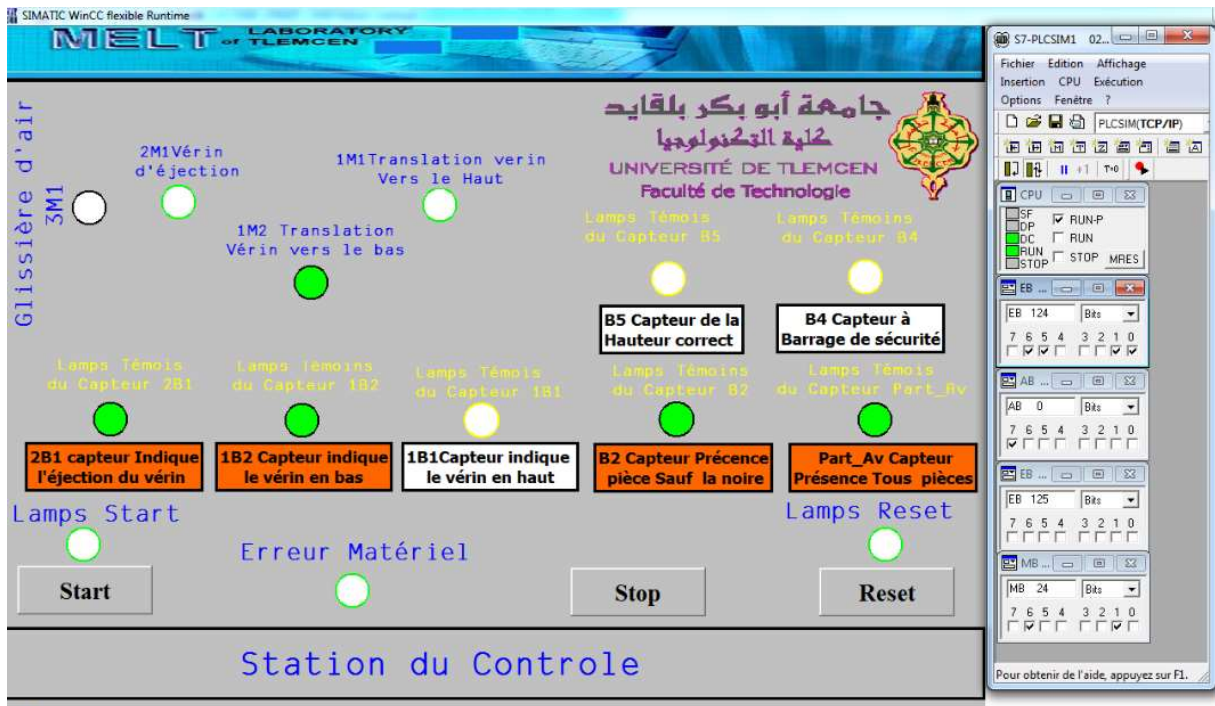 SIMATIC WinCC flexible Runtime
MELT LABORATORY
of TLEMCEN
جامعة أبو بكر بلقايد
كلية التكنولوجيا
UNIVERSITÉ DE TLEMCEN
Faculté de Technologie
Glissière d'air
3M1
2M1Vérin
d'éjection
1M1Translation verin
Vers le Haut
1M2 Translation
Vérin vers le bas
Lamps Témois
du Capteur B5
Lamps Témoins
du Capteur B4
B5 Capteur de la
Hauteur correct
B4 Capteur à
Barrage de sécurité
Lamps Témois
du Capteur 2B1
Lamps Témoins
du Capteur 1B2
Lamps Témois
du Capteur 1B1
Lamps Témoins
du Capteur B2
Lamps Témois
du Capteur Part_Av
2B1 capteur Indique
l'éjection du vérin
1B2 Capteur indique
le vérin en bas
1B1Capteur indique
le vérin en haut
B2 Capteur Précence
pièce Sauf la noire
Part_Av Capteur
Présence Tous pièces
Lamps Start
Erreur Matériel
Lamps Reset
Start
Stop
Reset
Station du Controle
S7-PLCSIM1 02...
Fichier Edition Affichage
Insertion CPU Exécution
Options Fenêtre ?
PLCSIM(TCP/IP)
CPU
SF
DP
DC
RUN
STOP
RUN-P
RUN
STOP MRES
EB ...
EB 124 Bits
7 6 5 4 3 2 1 0
AB ...
AB 0 Bits
7 6 5 4 3 2 1 0
EB ...
EB 125 Bits
7 6 5 4 3 2 1 0
MB ...
MB 24 Bits
7 6 5 4 3 2 1 0
Pour obtenir de l'aide, appuyez sur F1.